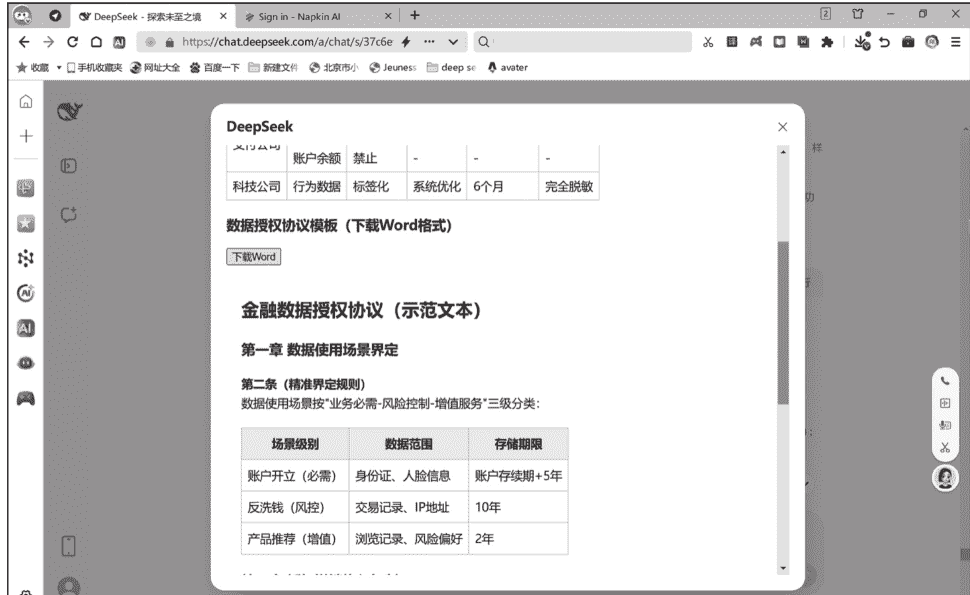 DeepSeek - 探索未至之境
Sign in - Napkin AI
2
https://chat.deepseek.com/a/chat/s/37c6e
收藏 手机收藏夹 网址大全 百度一下 新建文件 北京市小 Jeuness deep se avater
DeepSeek
支付公司
账户余额 禁止 - - -
科技公司 行为数据 标签化 系统优化 6个月 完全脱敏
样
数据授权协议模板（下载Word格式）
下载Word
金融数据授权协议（示范文本）
第一章 数据使用场景界定
第二条（精准界定规则）
数据使用场景按"业务必需-风险控制-增值服务"三级分类：
场景级别 数据范围 存储期限
账户开立（必需） 身份证、人脸信息 账户存续期+5年
反洗钱（风控） 交易记录、IP地址 10年
产品推荐（增值） 浏览记录、风险偏好 2年